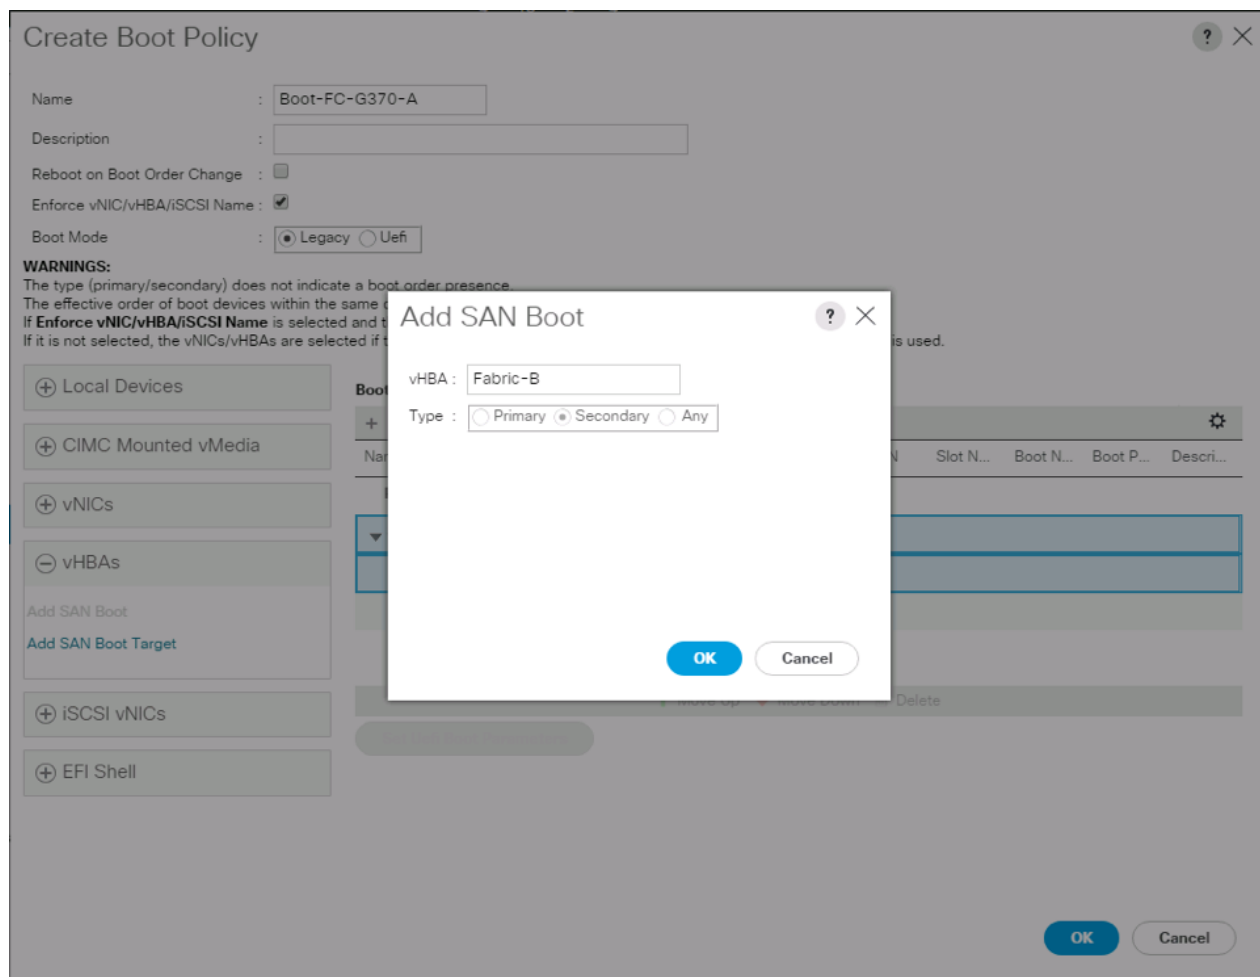 Create Boot Policy
?
Name : Boot-FC-G370-A
Description :
Reboot on Boot Order Change :
Enforce vNIC/vHBA/iSCSI Name :
Boot Mode : Legacy Uefi
WARNINGS:
The type (primary/secondary) does not indicate a boot order presence.
The effective order of boot devices within the same
If Enforce vNIC/vHBA/iSCSI Name is selected and
If it is not selected, the vNICs/vHBAs are selected if is used.
Add SAN Boot
?
vHBA : Fabric-B
Type : Primary Secondary Any
OK Cancel
Local Devices
CIMC Mounted vMedia
vNICs
vHBAs
Add SAN Boot
Add SAN Boot Target
iSCSI vNICs
EFI Shell
Boot
Slot N... Boot N... Boot P... Descri...
Move Up Move Down Delete
OK Cancel